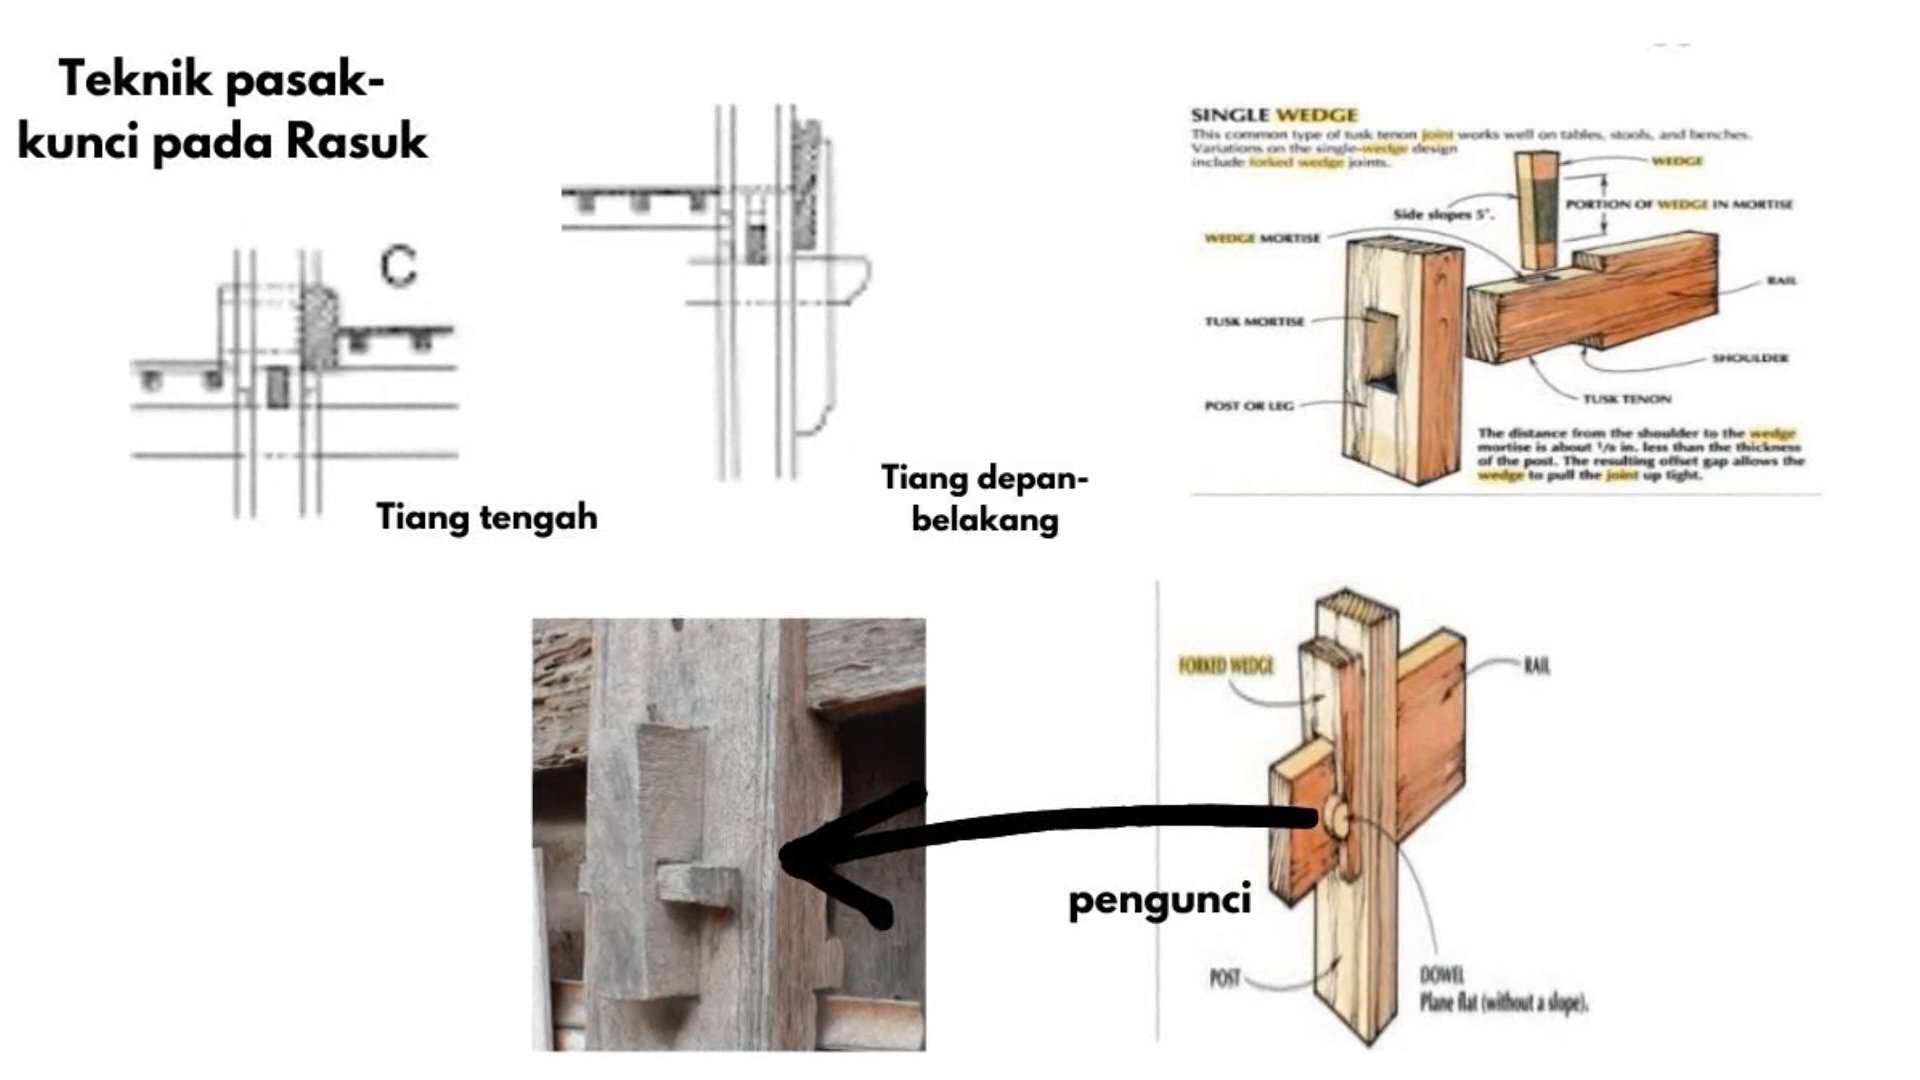 Teknik pasak-
kunci pada Rasuk
C
Tiang tengah
Tiang depan-
belakang
SINGLE WEDGE
This common type of tusk tenon joint works well on tables, stools, and benches.
Variations on the single-wedge design
include forked wedge joints.
WEDGE
PORTION OF WEDGE IN MORTISE
Side slopes 5°.
WEDGE MORTISE
RAIL
TUSK MORTISE
SHOULDER
TUSK TENON
POST OR LEG
The distance from the shoulder to the wedge
mortise is about 1/8 in. less than the thickness
of the post. The resulting offset gap allows the
wedge to pull the joint up tight.
FORKED WEDGE
RAIL
pengunci
POST
DOWEL
Plane flat (without a slope).